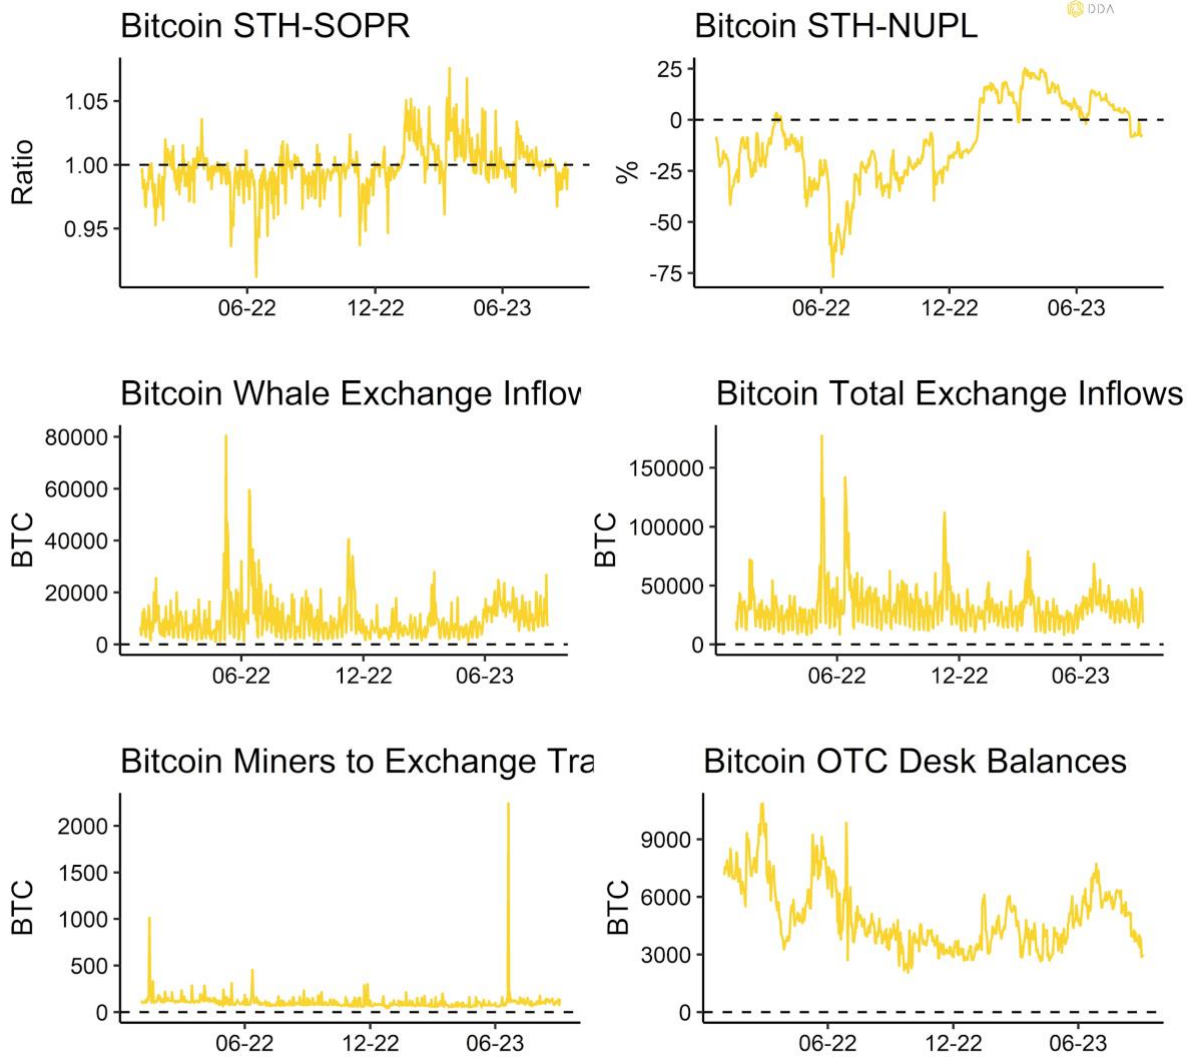 DDA
Bitcoin STH-SOPR
Ratio
1.05
1.00
0.95
06-22 12-22 06-23
Bitcoin STH-NUPL
%
25
0
-25
-50
-75
06-22 12-22 06-23
Bitcoin Whale Exchange Inflow
BTC
80000
60000
40000
20000
0
06-22 12-22 06-23
Bitcoin Total Exchange Inflows
BTC
150000
100000
50000
0
06-22 12-22 06-23
Bitcoin Miners to Exchange Tra
BTC
2000
1500
1000
500
0
06-22 12-22 06-23
Bitcoin OTC Desk Balances
BTC
9000
6000
3000
0
06-22 12-22 06-23